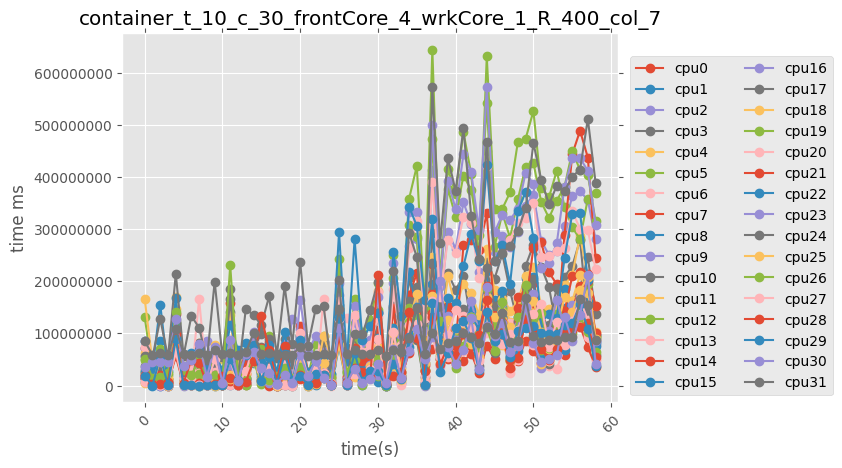 container_t_10_c_30_frontCore_4_wrkCore_1_R_400_col_7
time ms
600000000
500000000
400000000
300000000
200000000
100000000
0
0
10
20
30
40
50
60
time(s)
cpu0
cpu1
cpu2
cpu3
cpu4
cpu5
cpu6
cpu7
cpu8
cpu9
cpu10
cpu11
cpu12
cpu13
cpu14
cpu15
cpu16
cpu17
cpu18
cpu19
cpu20
cpu21
cpu22
cpu23
cpu24
cpu25
cpu26
cpu27
cpu28
cpu29
cpu30
cpu31